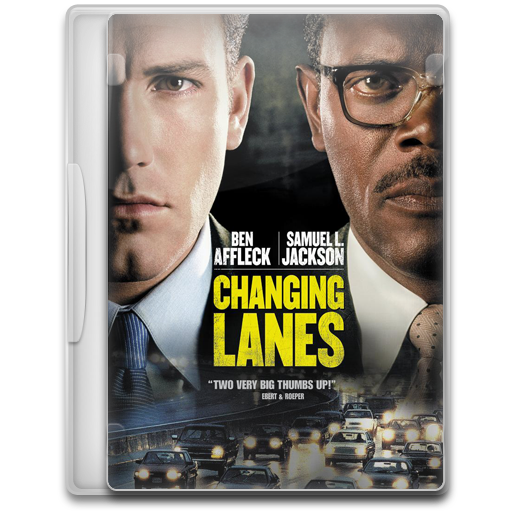 BEN SAMUEL L.
AFFLECK JACKSON
CHANGING
LANES
"TWO VERY BIG THUMBS UP!"
EBERT & ROEPER